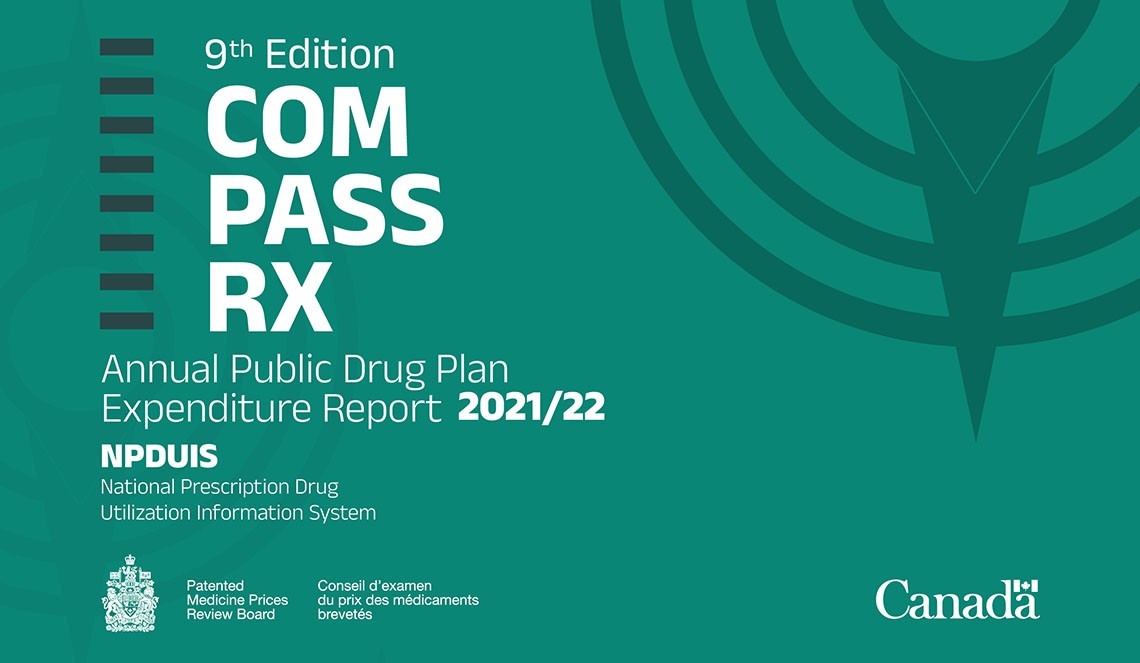 9th Edition
COM
PASS
RX
Annual Public Drug Plan
Expenditure Report 2021/22
NPDUIS
National Prescription Drug
Utilization Information System
Patented
Medicine Prices
Review Board
Conseil d'examen
du prix des médicaments
brevetés
Canada